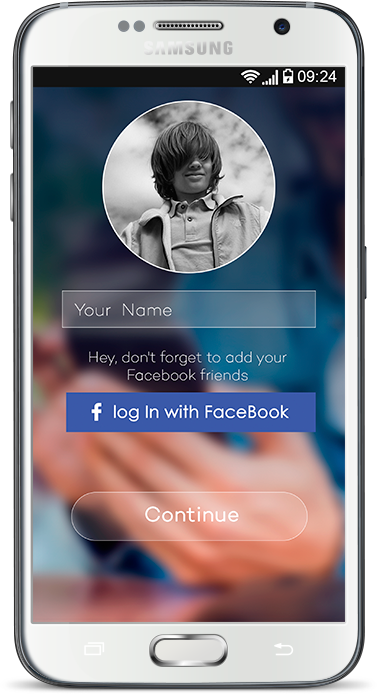 SAMSUNG
09:24
Your Name
Hey, don't forget to add your
Facebook friends
f log In with FaceBook
Continue